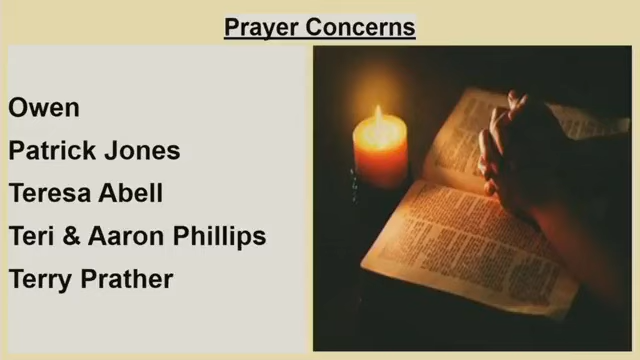 Prayer Concerns
Owen
Patrick Jones
Teresa Abell
Teri & Aaron Phillips
Terry Prather